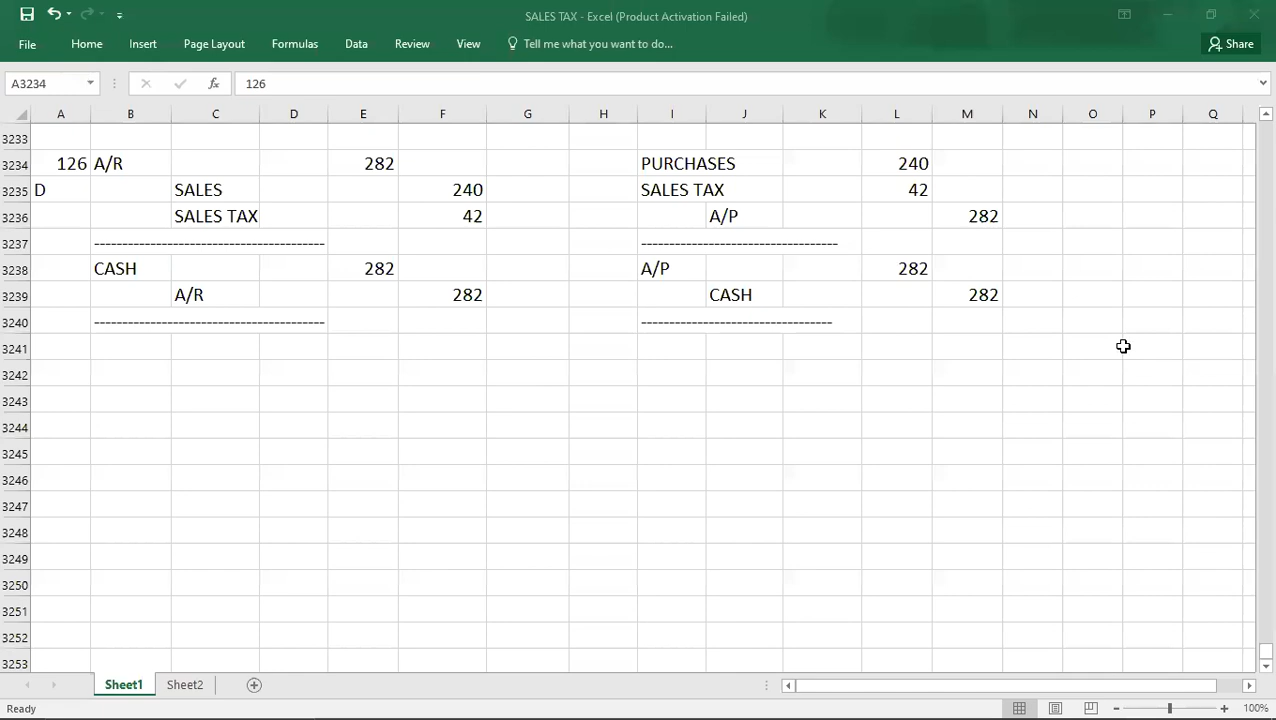 SALES TAX - Excel (Product Activation Failed)
File Home Insert Page Layout Formulas Data Review View Tell me what you want to do... Share
A3234 fx 126
A B C D E F G H I J K L M N O P Q
3233
3234 126 A/R 282 PURCHASES 240
3235 D SALES 240 SALES TAX 42
3236 SALES TAX 42 A/P 282
3237 ----------------------------------------- -----------------------------------
3238 CASH 282 A/P 282
3239 A/R 282 CASH 282
3240 ----------------------------------------- ----------------------------------
3241
3242
3243
3244
3245
3246
3247
3248
3249
3250
3251
3252
3253
Sheet1 Sheet2
Ready 100%